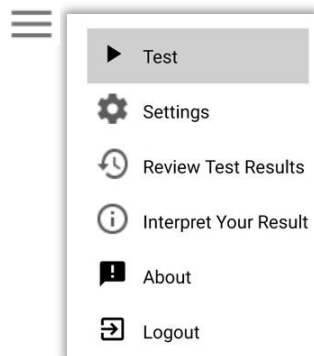 Test
Settings
Review Test Results
Interpret Your Result
About
Logout